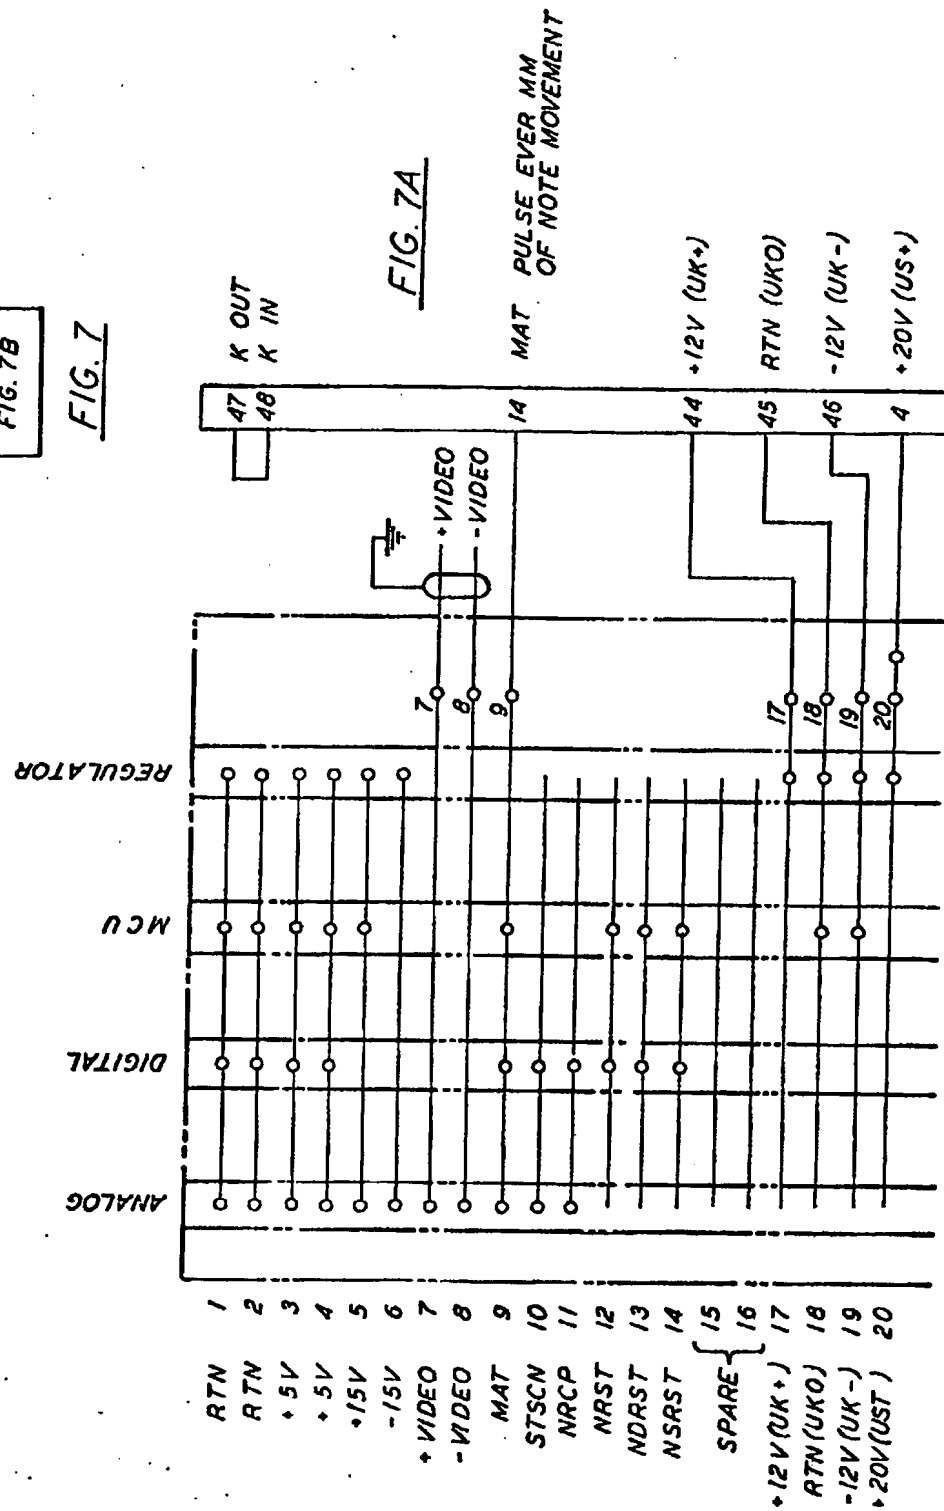 FIG. 7B
FIG. 7
FIG. 7A
47 K OUT
48 K IN
+VIDEO
-VIDEO
14 MAT PULSE EVER MM
OF NOTE MOVEMENT
44 +12V (UK+)
45 RTN (UKO)
46 -12V (UK-)
4 +20V (US+)
7
8
9
17
18
19
20
REGULATOR
MCU
DIGITAL
ANALOG
RTN 1
RTN 2
+5V 3
+5V 4
+15V 5
-15V 6
+VIDEO 7
-VIDEO 8
MAT 9
STSCN 10
NRCP 11
NRST 12
NDRST 13
NSRST 14
SPARE 15
16
+12V (UK+) 17
RTN (UKO) 18
-12V (UK-) 19
+20V (UST) 20